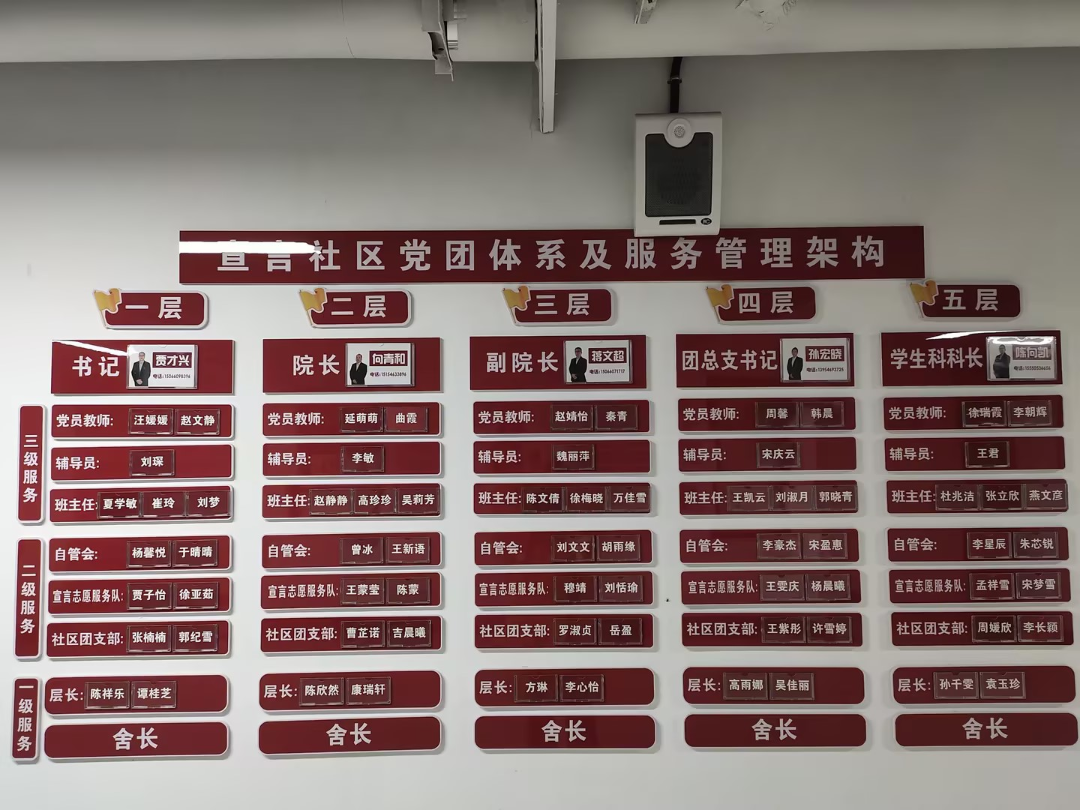 宣言社区党团体系及服务管理架构
一层 二层 三层 四层 五层
书记 贾才兴 院长 向青和 副院长 蒋文超 团总支书记 孙宏晓 学生科科长 陈向凯
三级服务
党员教师: 汪媛媛 赵文静 党员教师: 延萌萌 曲霞 党员教师: 赵婧怡 秦青 党员教师: 周馨 韩晨 党员教师: 徐瑞霞 李朝辉
辅导员: 刘琛 辅导员: 李敏 辅导员: 魏丽萍 辅导员: 宋庆云 辅导员: 王君
班主任: 夏学敏 崔玲 刘梦 班主任: 赵静静 高珍珍 吴莉芳 班主任: 陈文倩 徐梅晓 万佳雪 班主任: 王凯云 刘淑月 郭晓青 班主任: 杜兆洁 张立欣 燕文彦
二级服务
自管会: 杨馨悦 于晴晴 自管会: 曾冰 王新语 自管会: 刘文文 胡雨缘 自管会: 李豪杰 宋盈惠 自管会: 李星辰 朱芯锐
宣言志愿服务队: 贾子怡 徐亚茹 宣言志愿服务队: 王蒙莹 陈蒙 宣言志愿服务队: 穆靖 刘恬瑜 宣言志愿服务队: 王雯庆 杨晨曦 宣言志愿服务队: 孟祥雪 宋梦雪
社区团支部: 张楠楠 郭纪雪 社区团支部: 曹芷诺 吉晨曦 社区团支部: 罗淑贞 岳盈 社区团支部: 王紫彤 许雪婷 社区团支部: 周媛欣 李长颖
一级服务
层长: 陈祥乐 谭桂芝 层长: 陈欣然 康瑞轩 层长: 方琳 李心怡 层长: 高雨娜 吴佳丽 层长: 孙千雯 袁玉珍
舍长 舍长 舍长 舍长 舍长